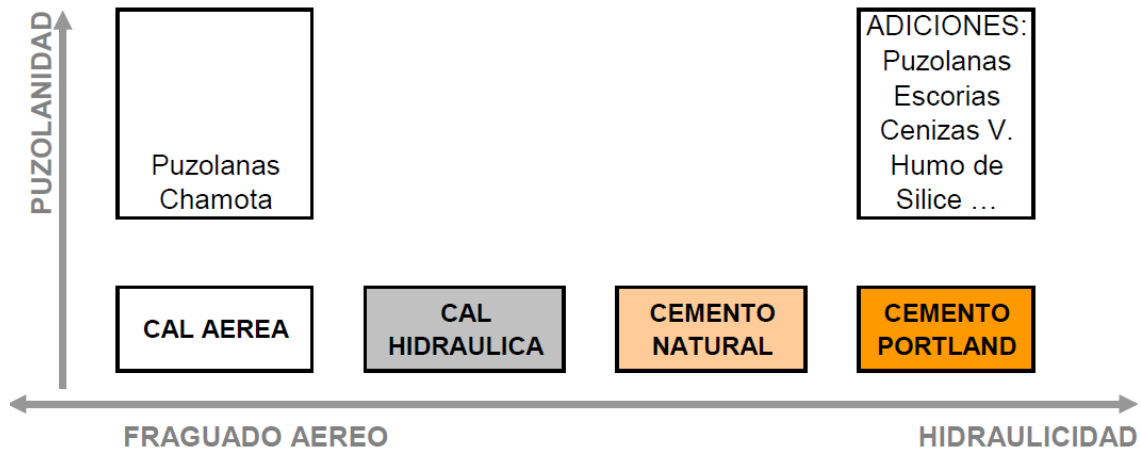 PUZOLANIDAD
Puzolanas
Chamota
ADICIONES:
Puzolanas
Escorias
Cenizas V.
Humo de
Silice ...
CAL AEREA
CAL
HIDRAULICA
CEMENTO
NATURAL
CEMENTO
PORTLAND
FRAGUADO AEREO
HIDRAULICIDAD